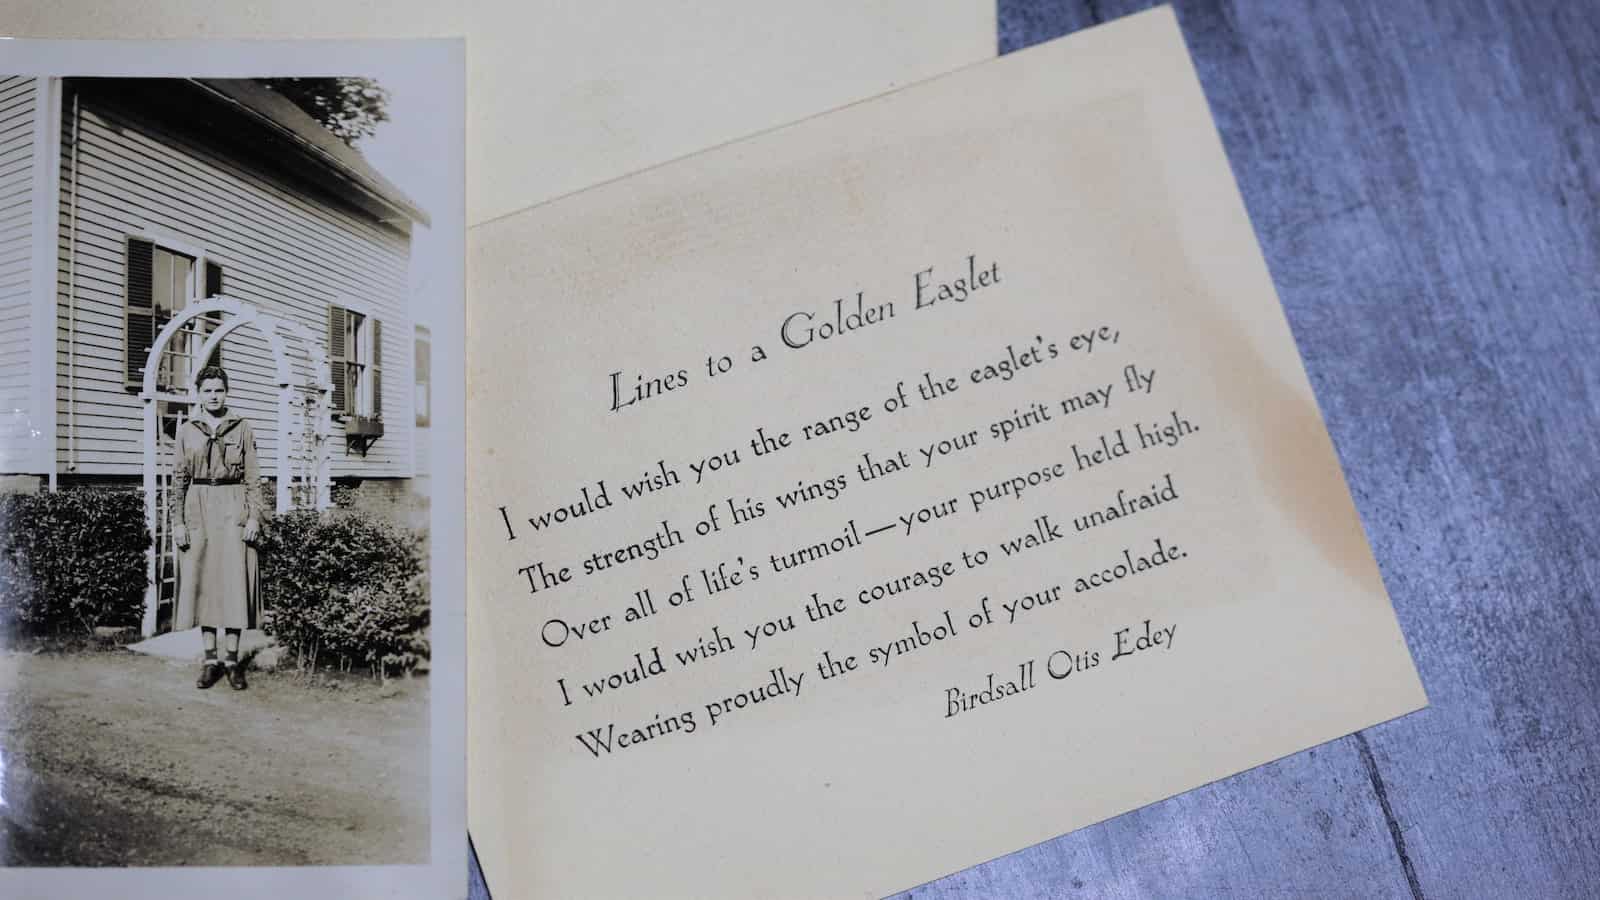 Lines to a Golden Eaglet
I would wish you the range of the eaglet's eye,
The strength of his wings that your spirit may fly
Over all of life's turmoil—your purpose held high.
I would wish you the courage to walk unafraid
Wearing proudly the symbol of your accolade.
Birdsall Otis Edey